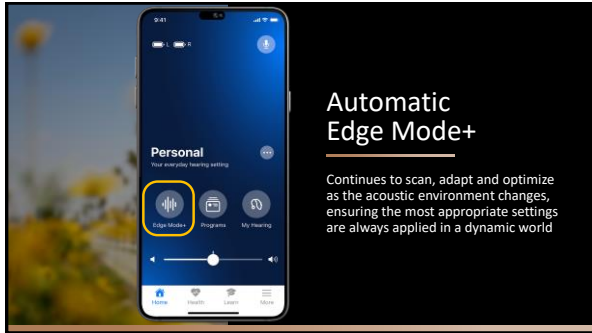 9:41
L R
Personal
Your everyday hearing setting
Edge Mode+ Programs My Hearing
Home Health Learn More
Automatic
Edge Mode+
Continues to scan, adapt and optimize
as the acoustic environment changes,
ensuring the most appropriate settings
are always applied in a dynamic world